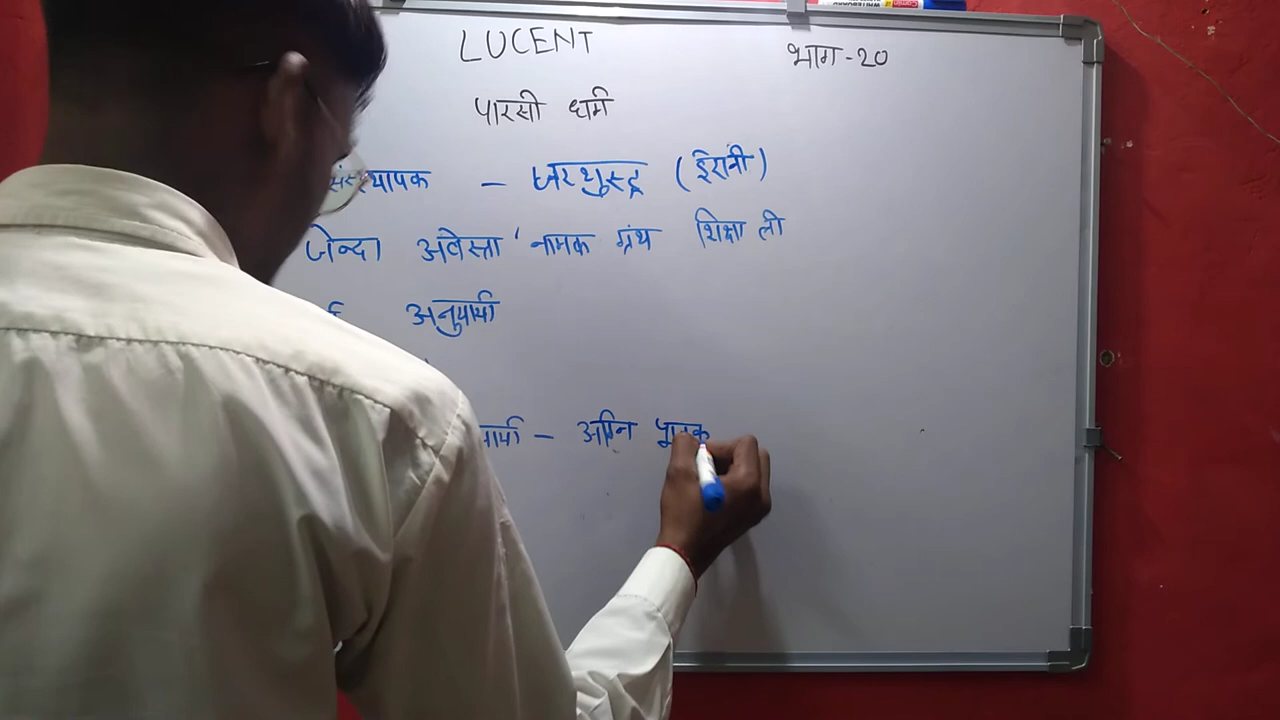 LUCENT भाग-20
पारसी धर्म
संस्थापक - जरथुस्ट्र (ईरानी)
जेन्दा अवेस्ता' नामक ग्रंथ शिक्षा ली
अनुयायी
- अग्नि पूजक